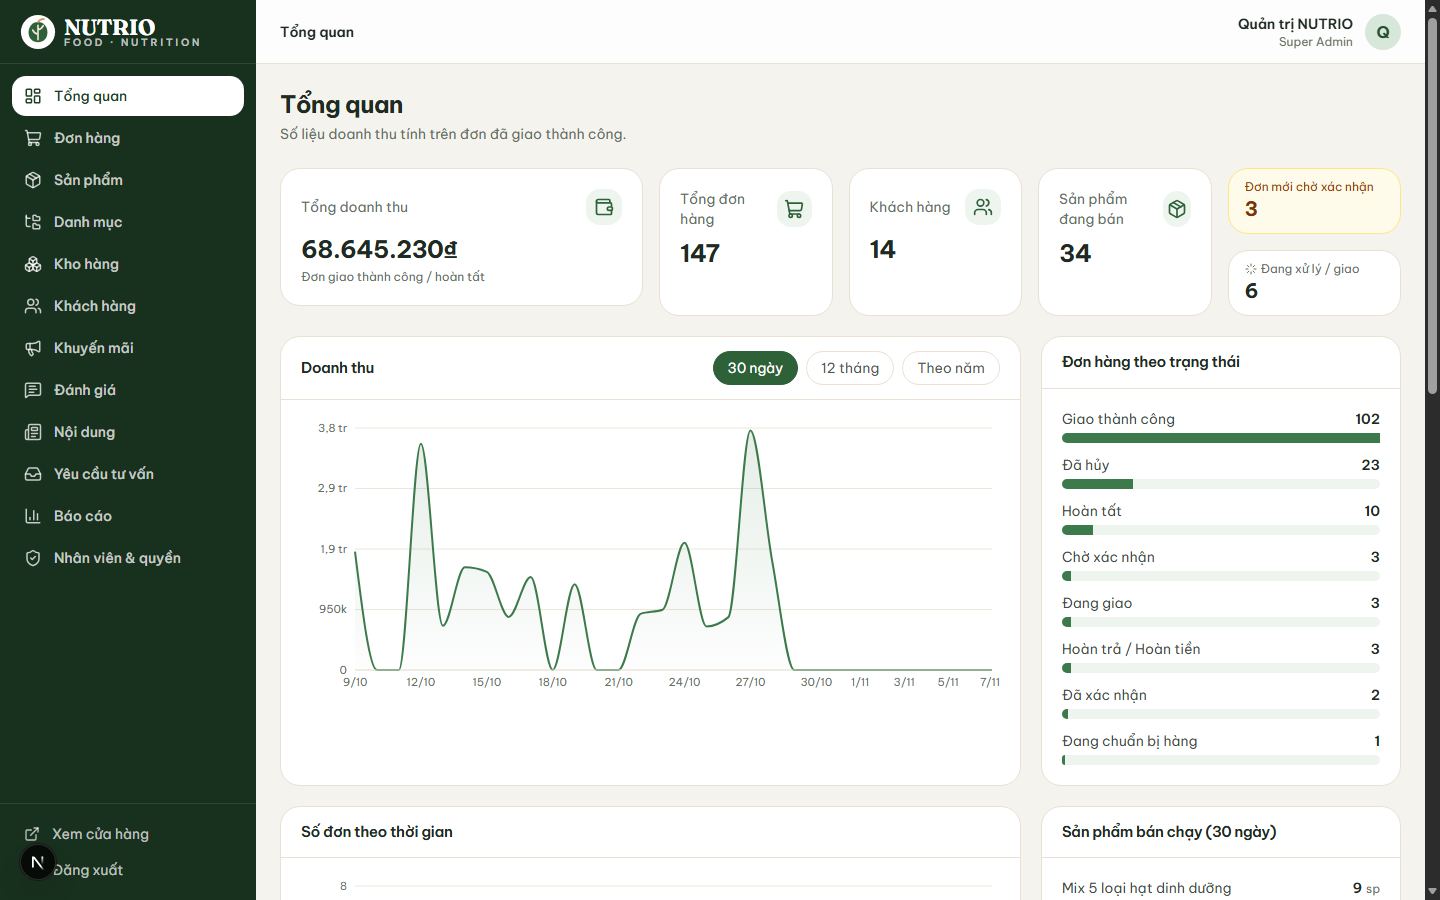 NUTRIO
FOOD · NUTRITION
Tổng quan
Đơn hàng
Sản phẩm
Danh mục
Kho hàng
Khách hàng
Khuyến mãi
Đánh giá
Nội dung
Yêu cầu tư vấn
Báo cáo
Nhân viên & quyền
Xem cửa hàng
N
Đăng xuất
Tổng quan
Quản trị NUTRIO
Super Admin
Q
Tổng quan
Số liệu doanh thu tính trên đơn đã giao thành công.
Tổng doanh thu
68.645.230₫
Đơn giao thành công / hoàn tất
Tổng đơn
hàng
147
Khách hàng
14
Sản phẩm
đang bán
34
Đơn mới chờ xác nhận
3
Đang xử lý / giao
6
Doanh thu
30 ngày
12 tháng
Theo năm
3,8 tr
2,9 tr
1,9 tr
950k
0
9/10 12/10 15/10 18/10 21/10 24/10 27/10 30/10 1/11 3/11 5/11 7/11
Đơn hàng theo trạng thái
Giao thành công 102
Đã hủy 23
Hoàn tất 10
Chờ xác nhận 3
Đang giao 3
Hoàn trả / Hoàn tiền 3
Đã xác nhận 2
Đang chuẩn bị hàng 1
Số đơn theo thời gian
8
Sản phẩm bán chạy (30 ngày)
Mix 5 loại hạt dinh dưỡng 9 sp